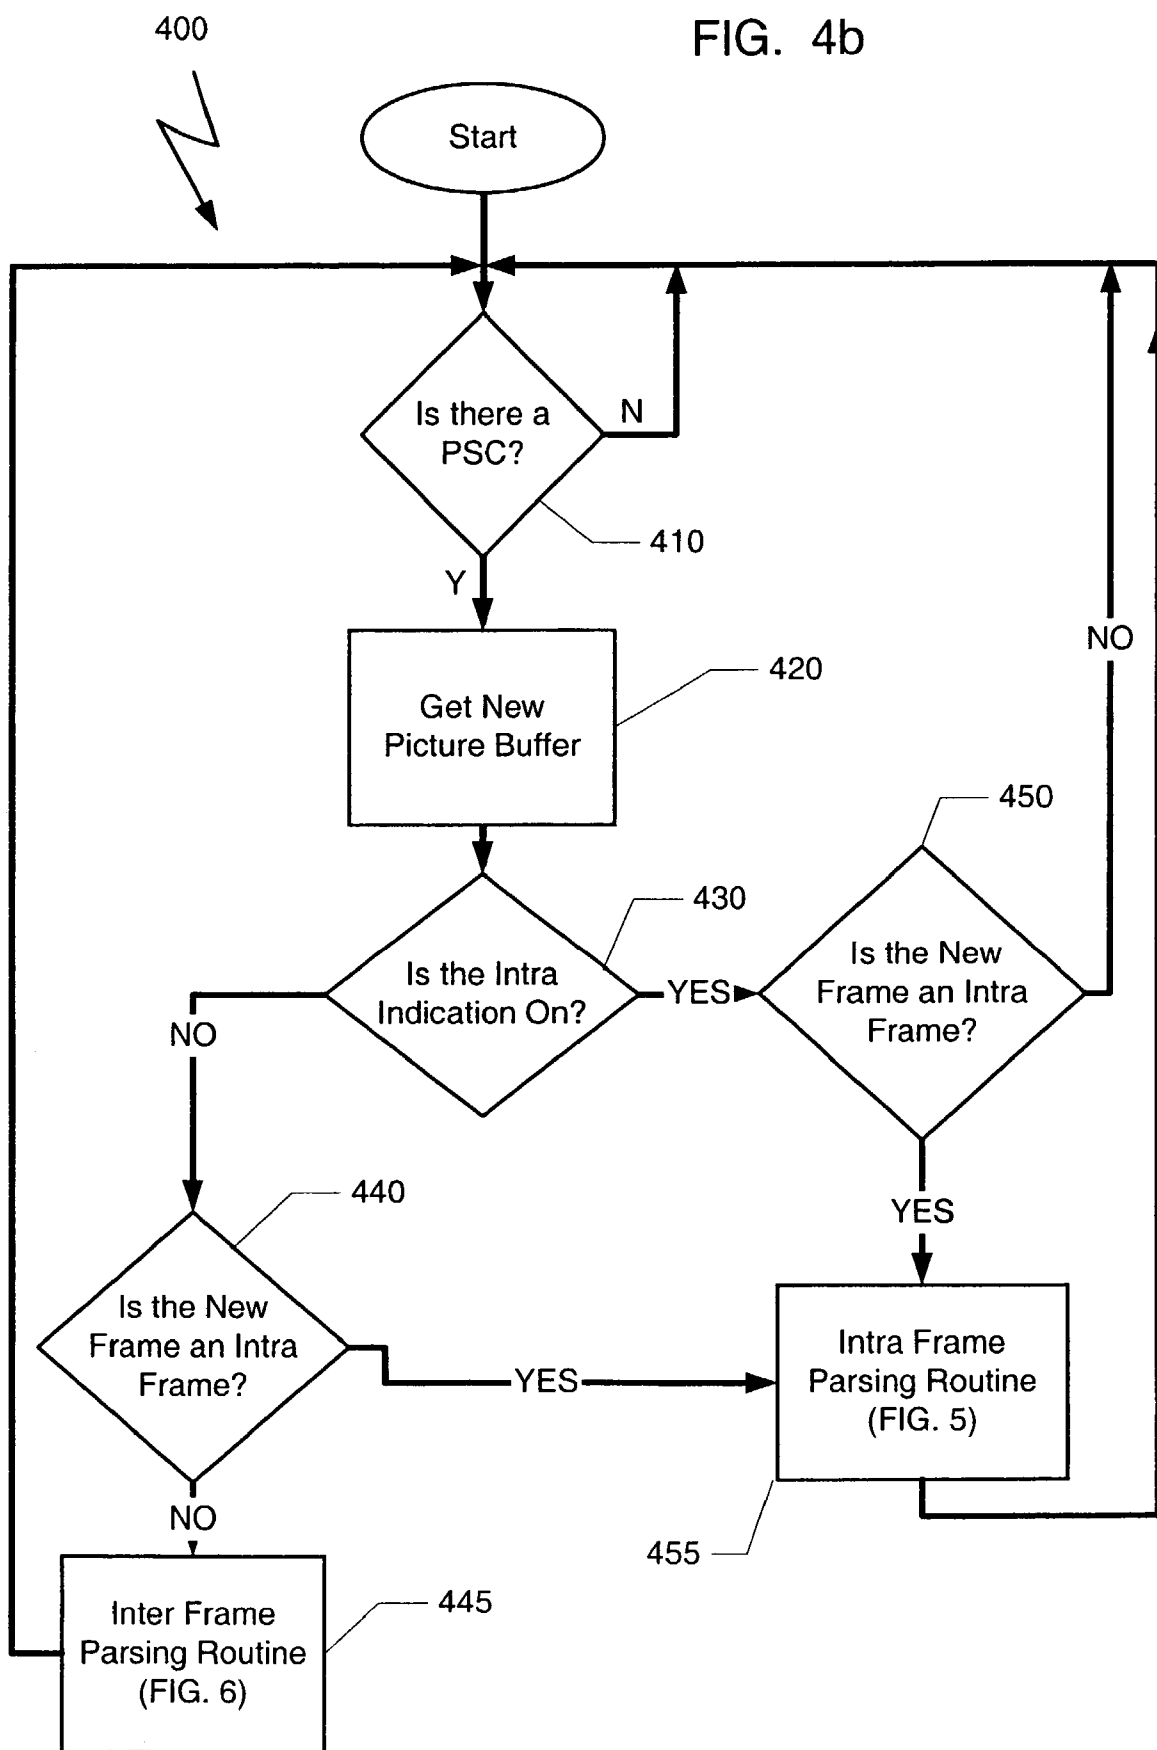 400
FIG. 4b
Start
Is there a
PSC?
N
410
Y
Get New
Picture Buffer
420
NO
450
430
Is the Intra
Indication On?
YES
Is the New
Frame an Intra
Frame?
NO
YES
440
Is the New
Frame an Intra
Frame?
YES
Intra Frame
Parsing Routine
(FIG. 5)
NO
455
Inter Frame
Parsing Routine
(FIG. 6)
445